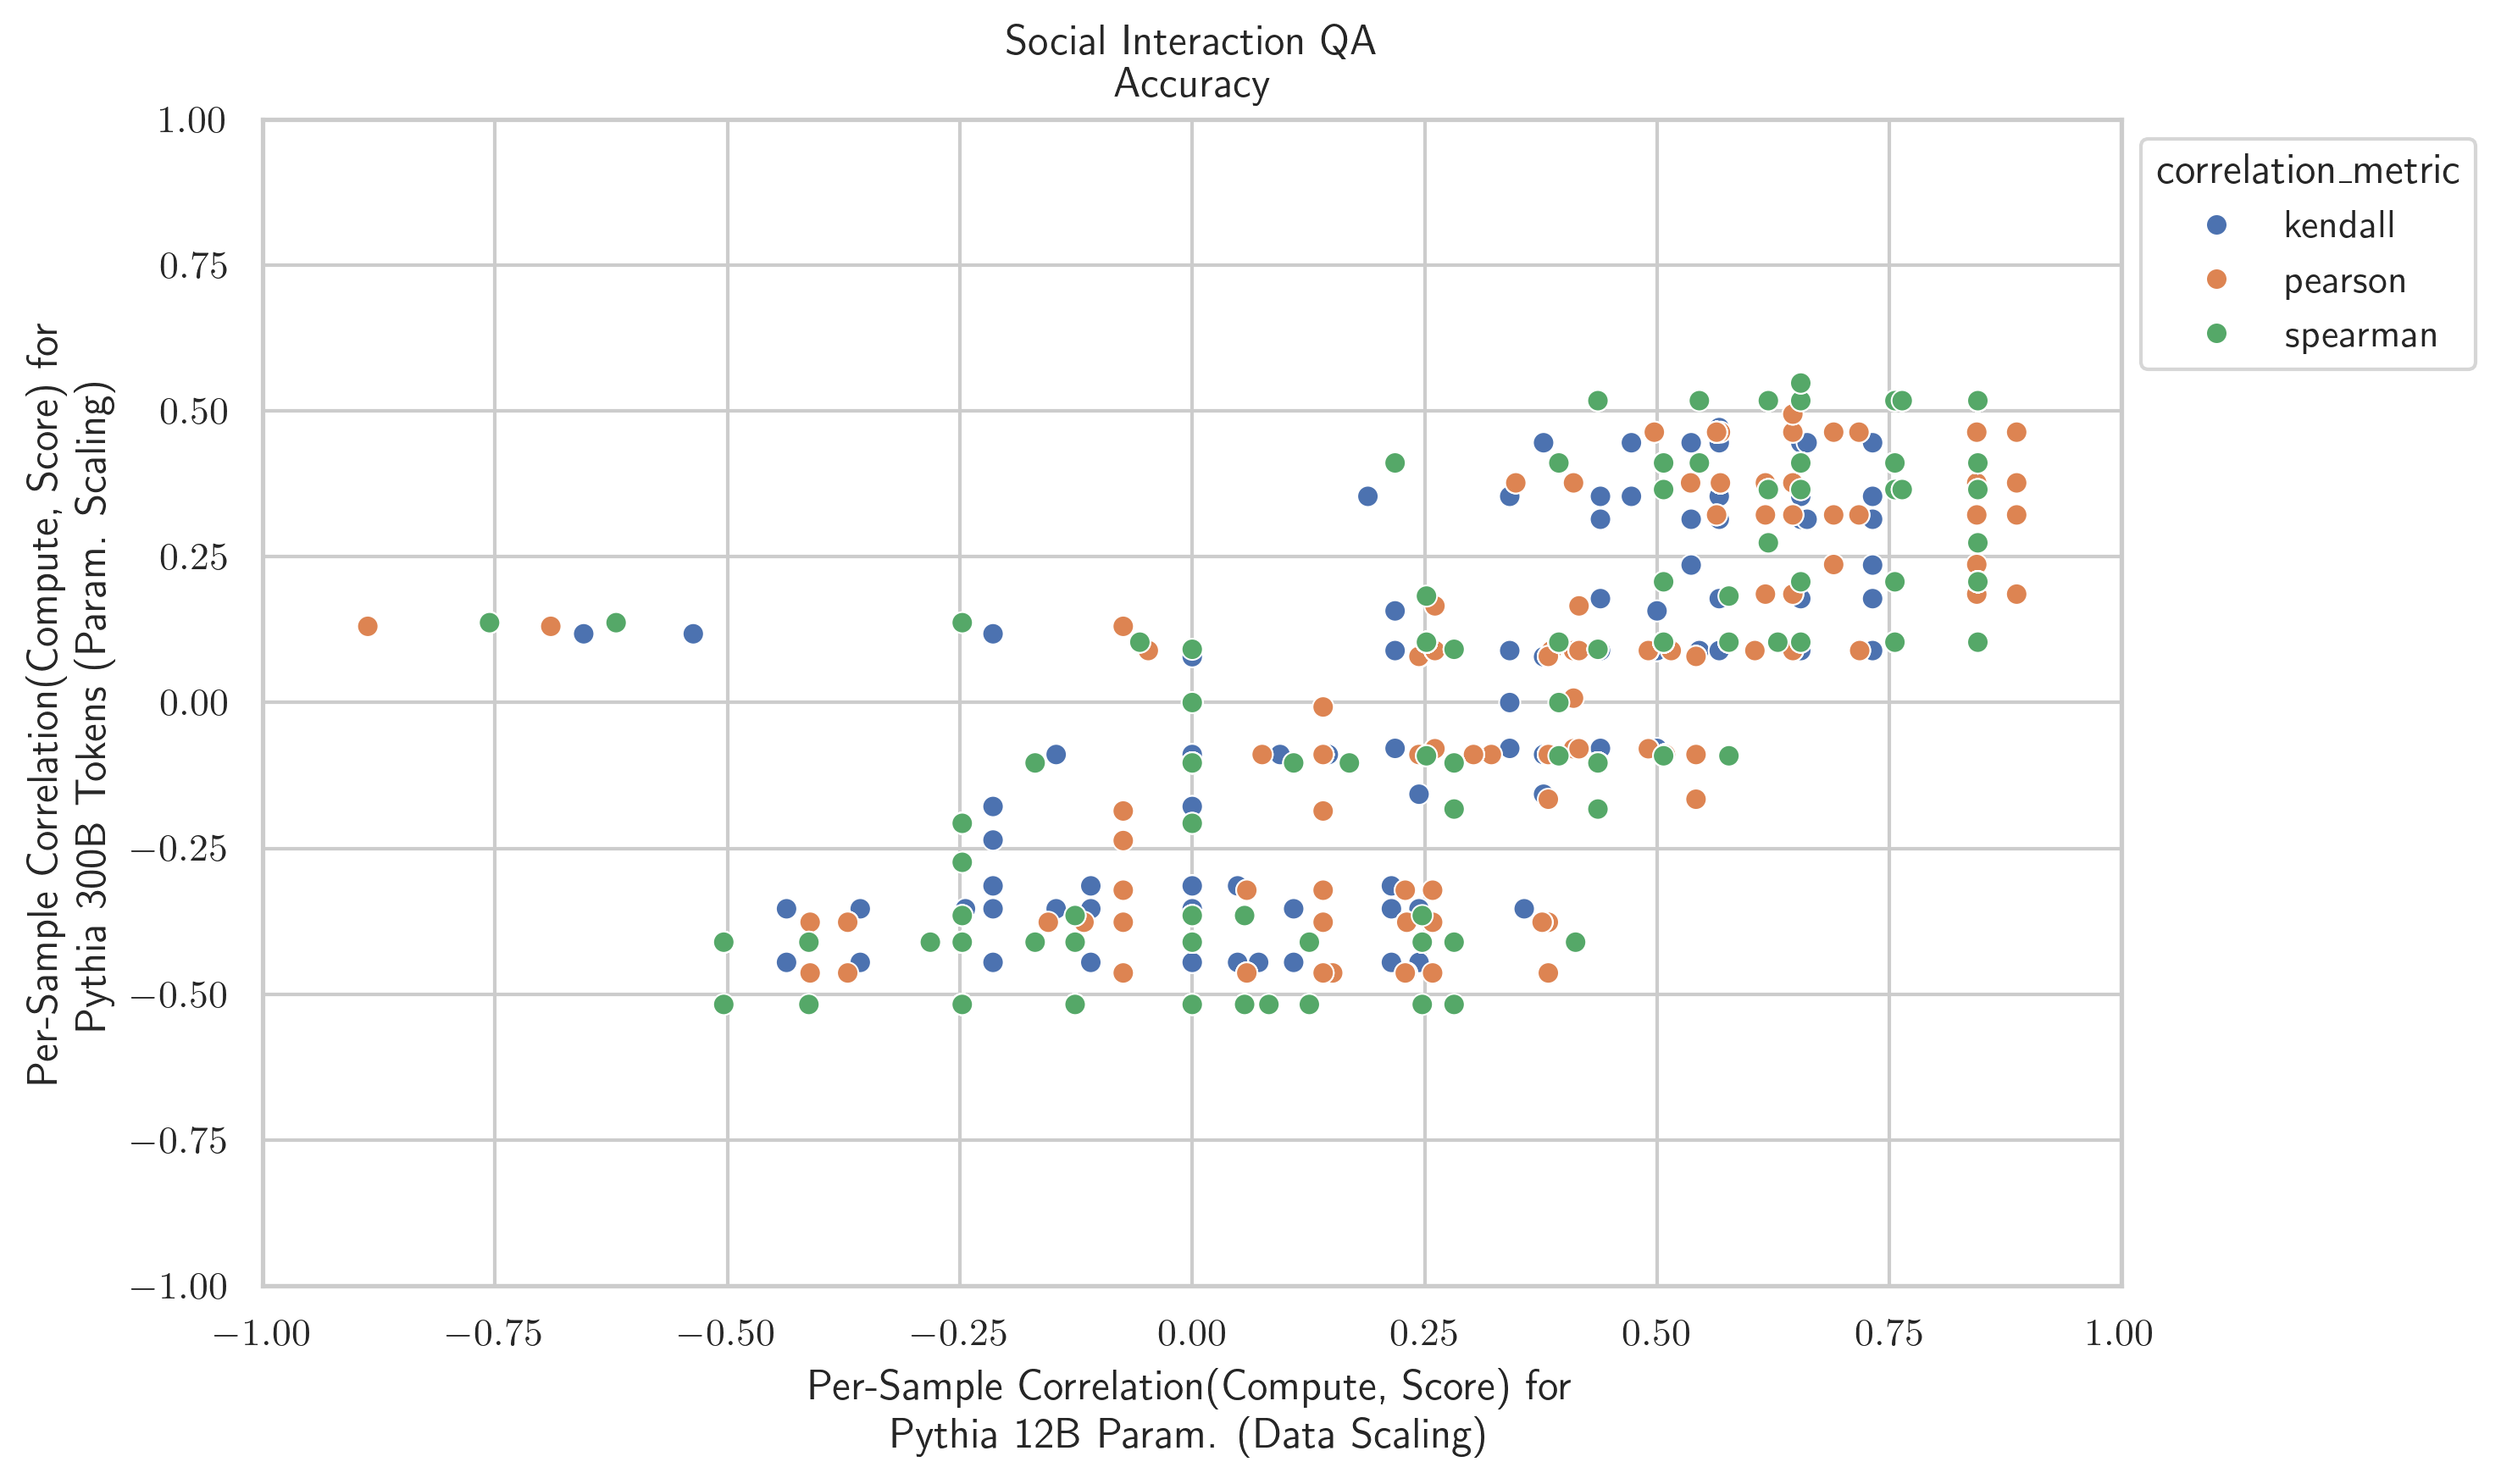 Social Interaction QA
Accuracy
Per-Sample Correlation(Compute, Score) for
Pythia 300B Tokens (Param. Scaling)
1.00
0.75
0.50
0.25
0.00
−0.25
−0.50
−0.75
−1.00
−1.00 −0.75 −0.50 −0.25 0.00 0.25 0.50 0.75 1.00
Per-Sample Correlation(Compute, Score) for
Pythia 12B Param. (Data Scaling)
correlation_metric
kendall
pearson
spearman